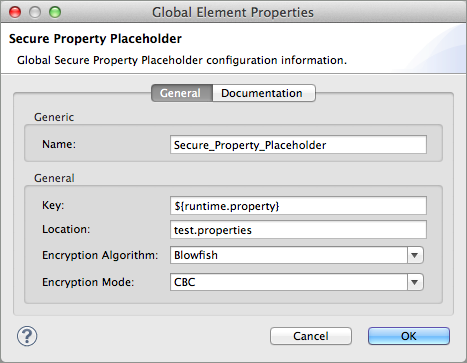 Global Element Properties
Secure Property Placeholder
Global Secure Property Placeholder configuration information.
General Documentation
Generic
Name: Secure_Property_Placeholder
General
Key: ${runtime.property}
Location: test.properties
Encryption Algorithm: Blowfish
Encryption Mode: CBC
? Cancel OK